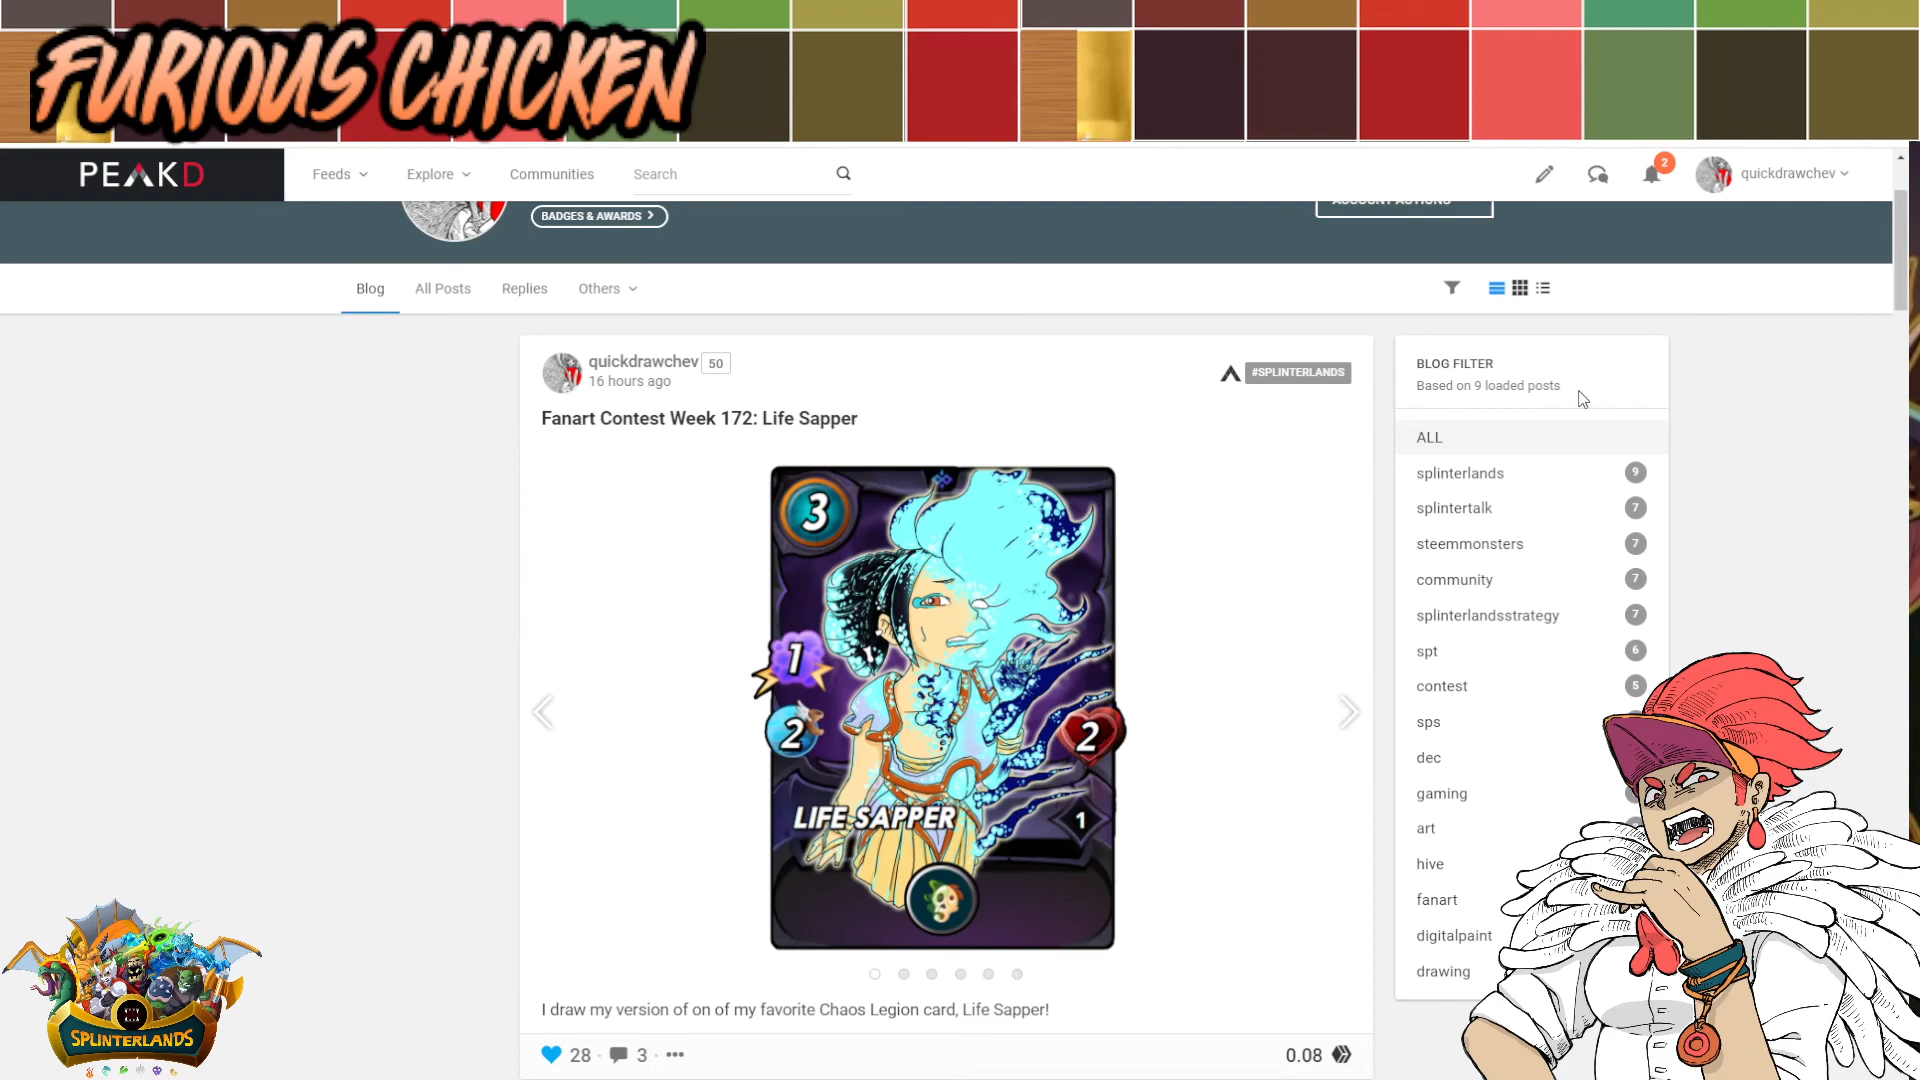 FURIOUS CHICKEN
PEAKD
Feeds
Explore
Communities
Search
2
quickdrawchev
BADGES & AWARDS
ACCOUNT ACTIONS
Blog
All Posts
Replies
Others
quickdrawchev 50
16 hours ago
#SPLINTERLANDS
Fanart Contest Week 172: Life Sapper
3
1
2
2
LIFE SAPPER
1
I draw my version of on of my favorite Chaos Legion card, Life Sapper!
28
3
0.08
BLOG FILTER
Based on 9 loaded posts
ALL
splinterlands 9
splintertalk 7
steemmonsters 7
community 7
splinterlandsstrategy 7
spt 6
contest 5
sps
dec
gaming
art
hive
fanart
digitalpaint
drawing
SPLINTERLANDS